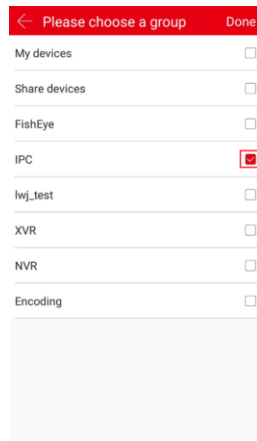 Please choose a group Done
My devices
Share devices
FishEye
IPC
lwj_test
XVR
NVR
Encoding